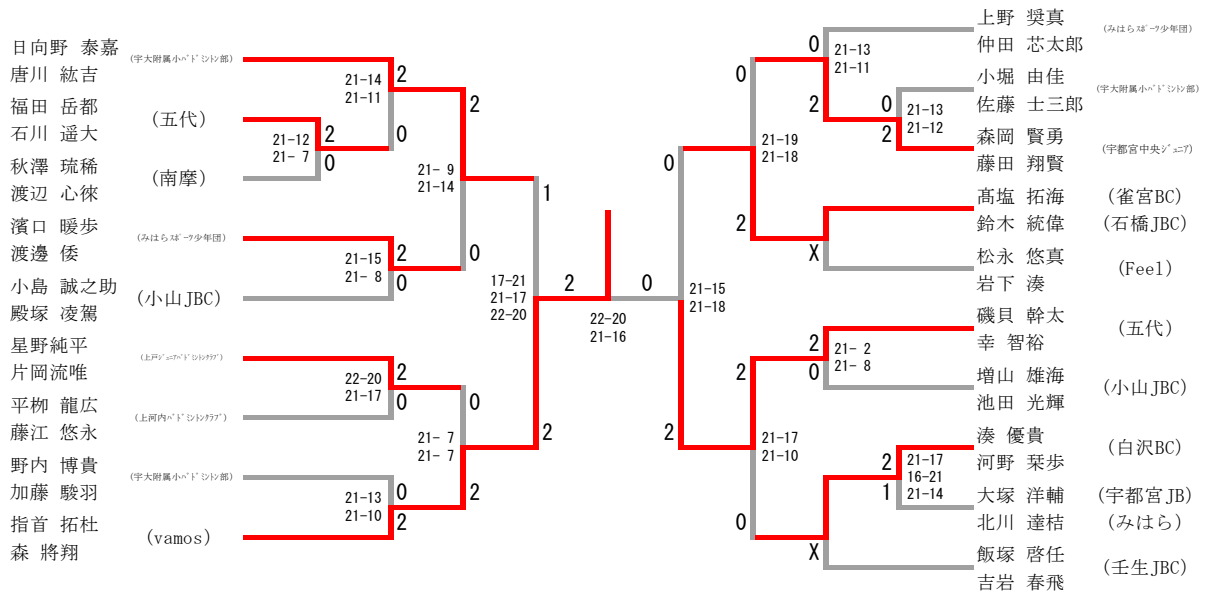 日向野 泰嘉
唐川 紘吉
(宇大附属小バドミントン部)
福田 岳都
石川 遥大
(五代)
秋澤 琉稀
渡辺 心徠
(南摩)
濱口 暖歩
渡邊 倭
(みはらスポーツ少年団)
小島 誠之助
殿塚 凌駕
(小山JBC)
星野純平
片岡流唯
(上戸ジュニアバドミントンクラブ)
平栁 龍広
藤江 悠永
(上河内バドミントンクラブ)
野内 博貴
加藤 駿羽
(宇大附属小バドミントン部)
指首 拓杜
森 將翔
(vamos)
21-14
21-11
2
0
21-12
21- 7
2
0
21-15
21- 8
2
0
22-20
21-17
2
0
21-13
21-10
0
2
21- 9
21-14
2
0
21- 7
21- 7
0
2
17-21
21-17
22-20
1
2
2
0
22-20
21-16
21-15
21-18
0
2
21-19
21-18
0
2
21-17
21-10
2
0
21-13
21-11
0
2
21-13
21-12
0
2
X
21- 2
21- 8
2
0
21-17
16-21
21-14
2
1
X
上野 奨真
仲田 芯太郎
(みはらスポーツ少年団)
小堀 由佳
佐藤 士三郎
(宇大附属小バドミントン部)
森岡 賢勇
藤田 翔賢
(宇都宮中央ジュニア)
髙塩 拓海
(雀宮BC)
鈴木 統偉
(石橋JBC)
松永 悠真
岩下 湊
(Feel)
磯貝 幹太
幸 智裕
(五代)
増山 雄海
池田 光輝
(小山JBC)
湊 優貴
河野 栞歩
(白沢BC)
大塚 洋輔
(宇都宮JB)
北川 達桔
(みはら)
飯塚 啓任
吉岩 春飛
(壬生JBC)